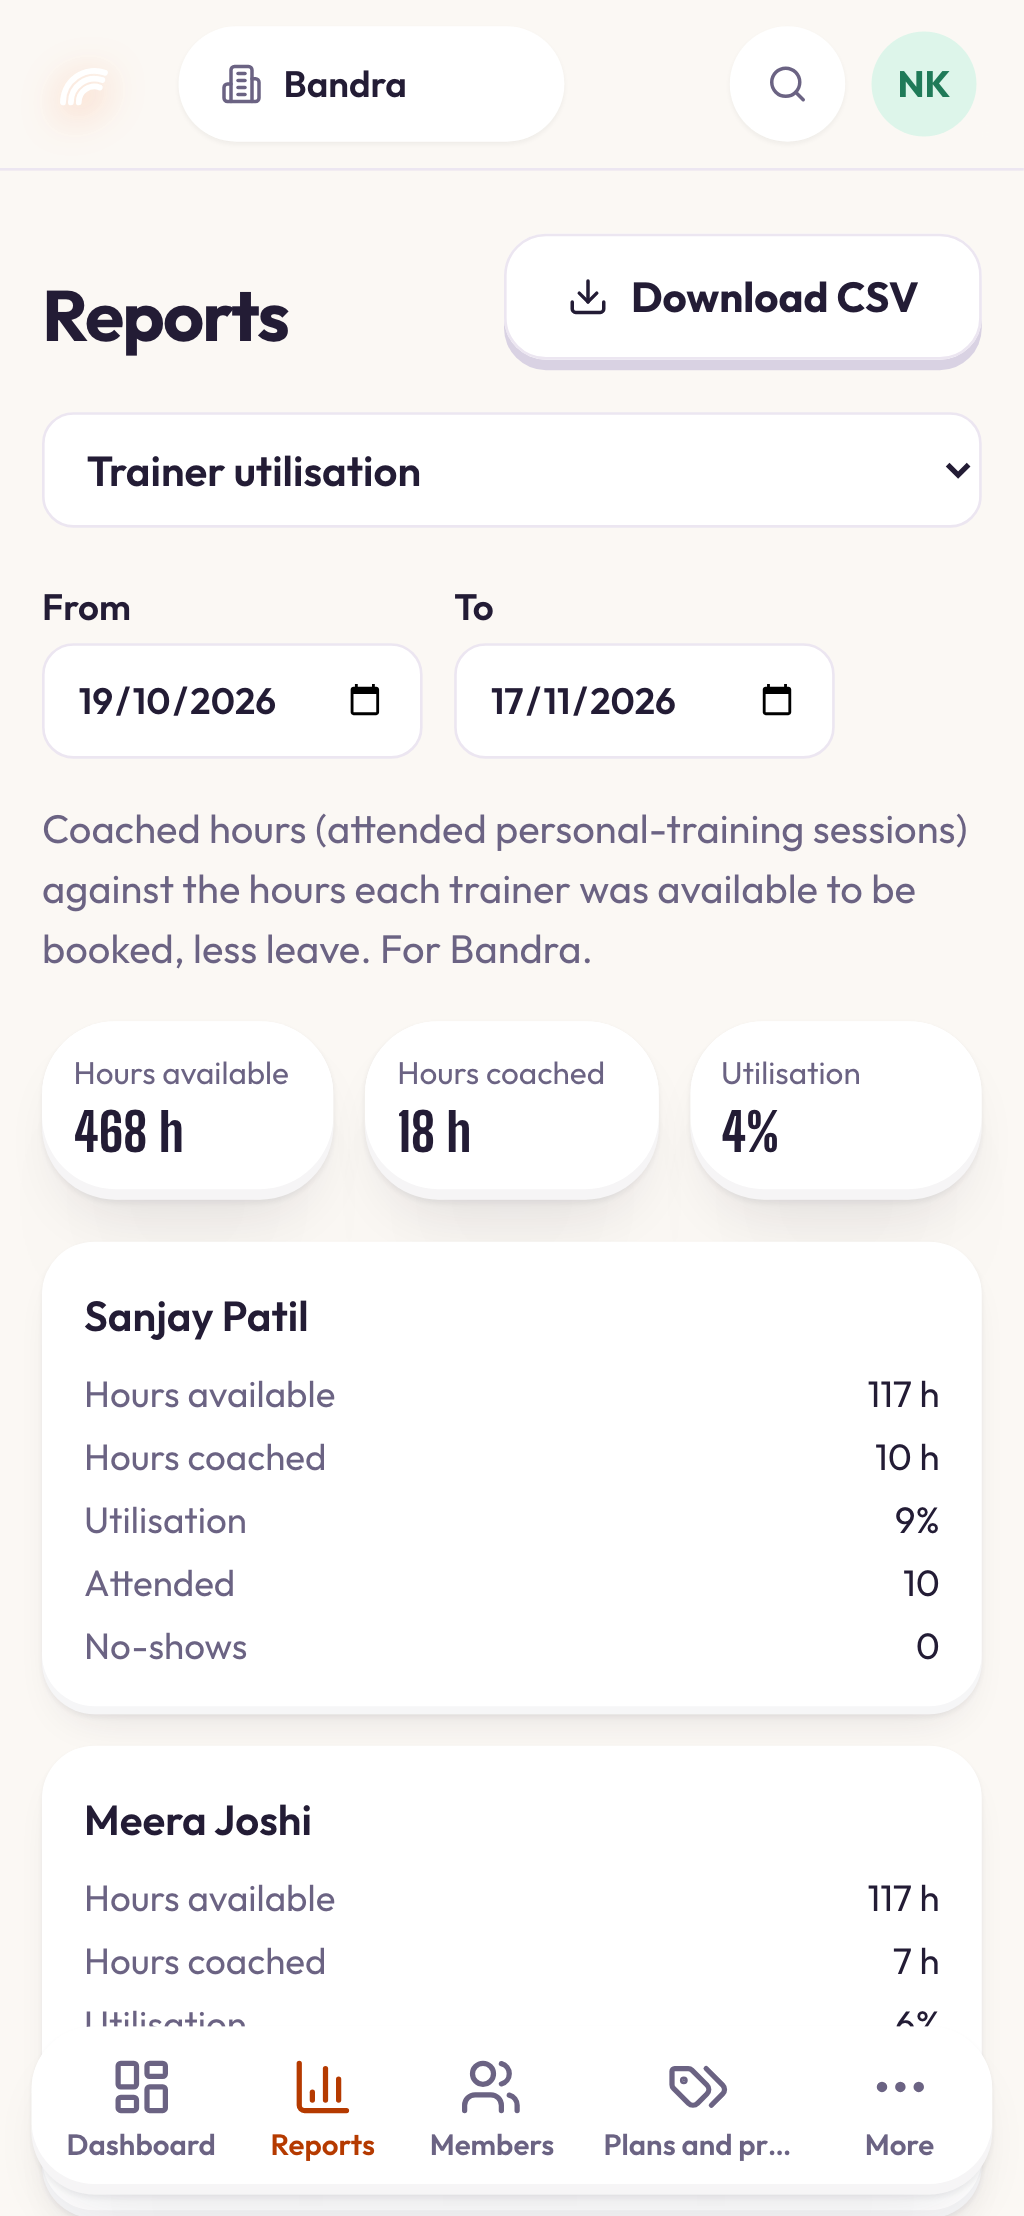 Bandra
NK
Reports
Download CSV
Trainer utilisation
From
To
19/10/2026
17/11/2026
Coached hours (attended personal-training sessions)
against the hours each trainer was available to be
booked, less leave. For Bandra.
Hours available
468 h
Hours coached
18 h
Utilisation
4%
Sanjay Patil
Hours available 117 h
Hours coached 10 h
Utilisation 9%
Attended 10
No-shows 0
Meera Joshi
Hours available 117 h
Hours coached 7 h
Utilisation 6%
Dashboard
Reports
Members
Plans and pr...
More